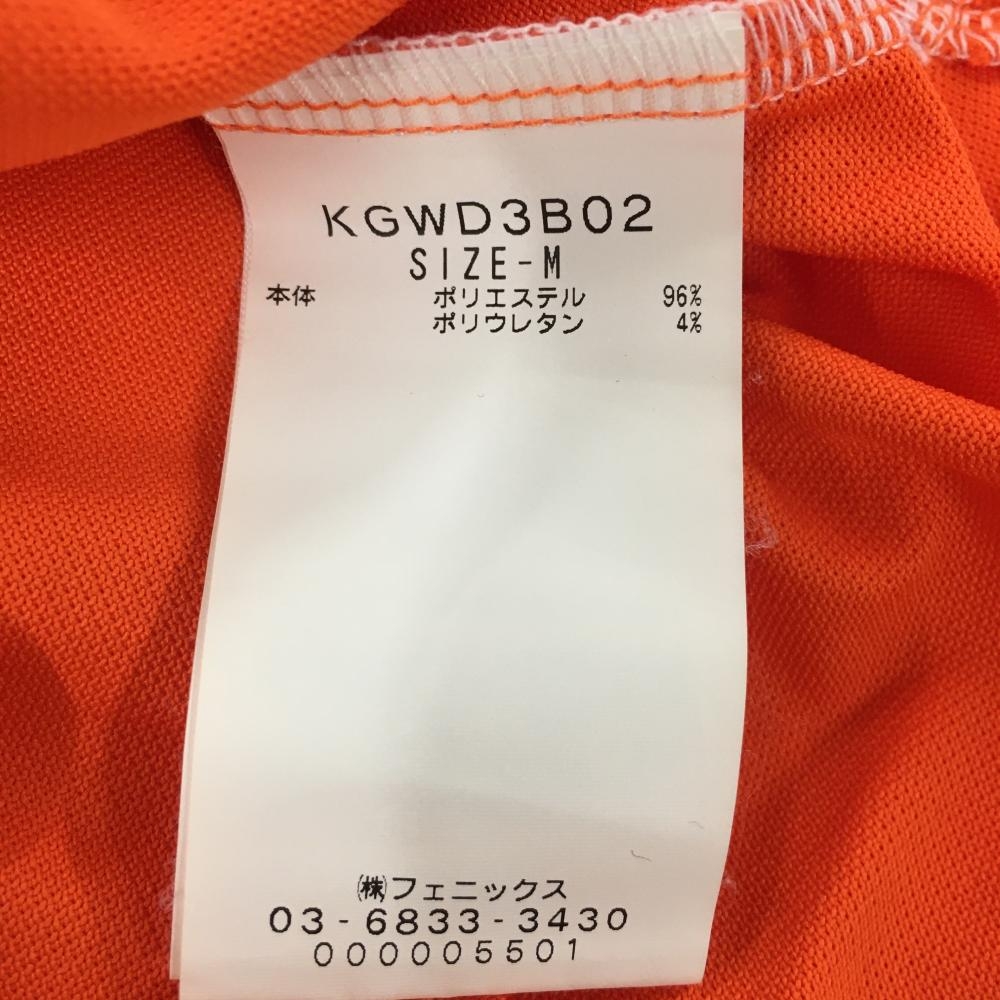 KGWD3B02
SIZE-M
本体 ポリエステル 96%
ポリウレタン 4%
㈱フェニックス
03-6833-3430
000005501